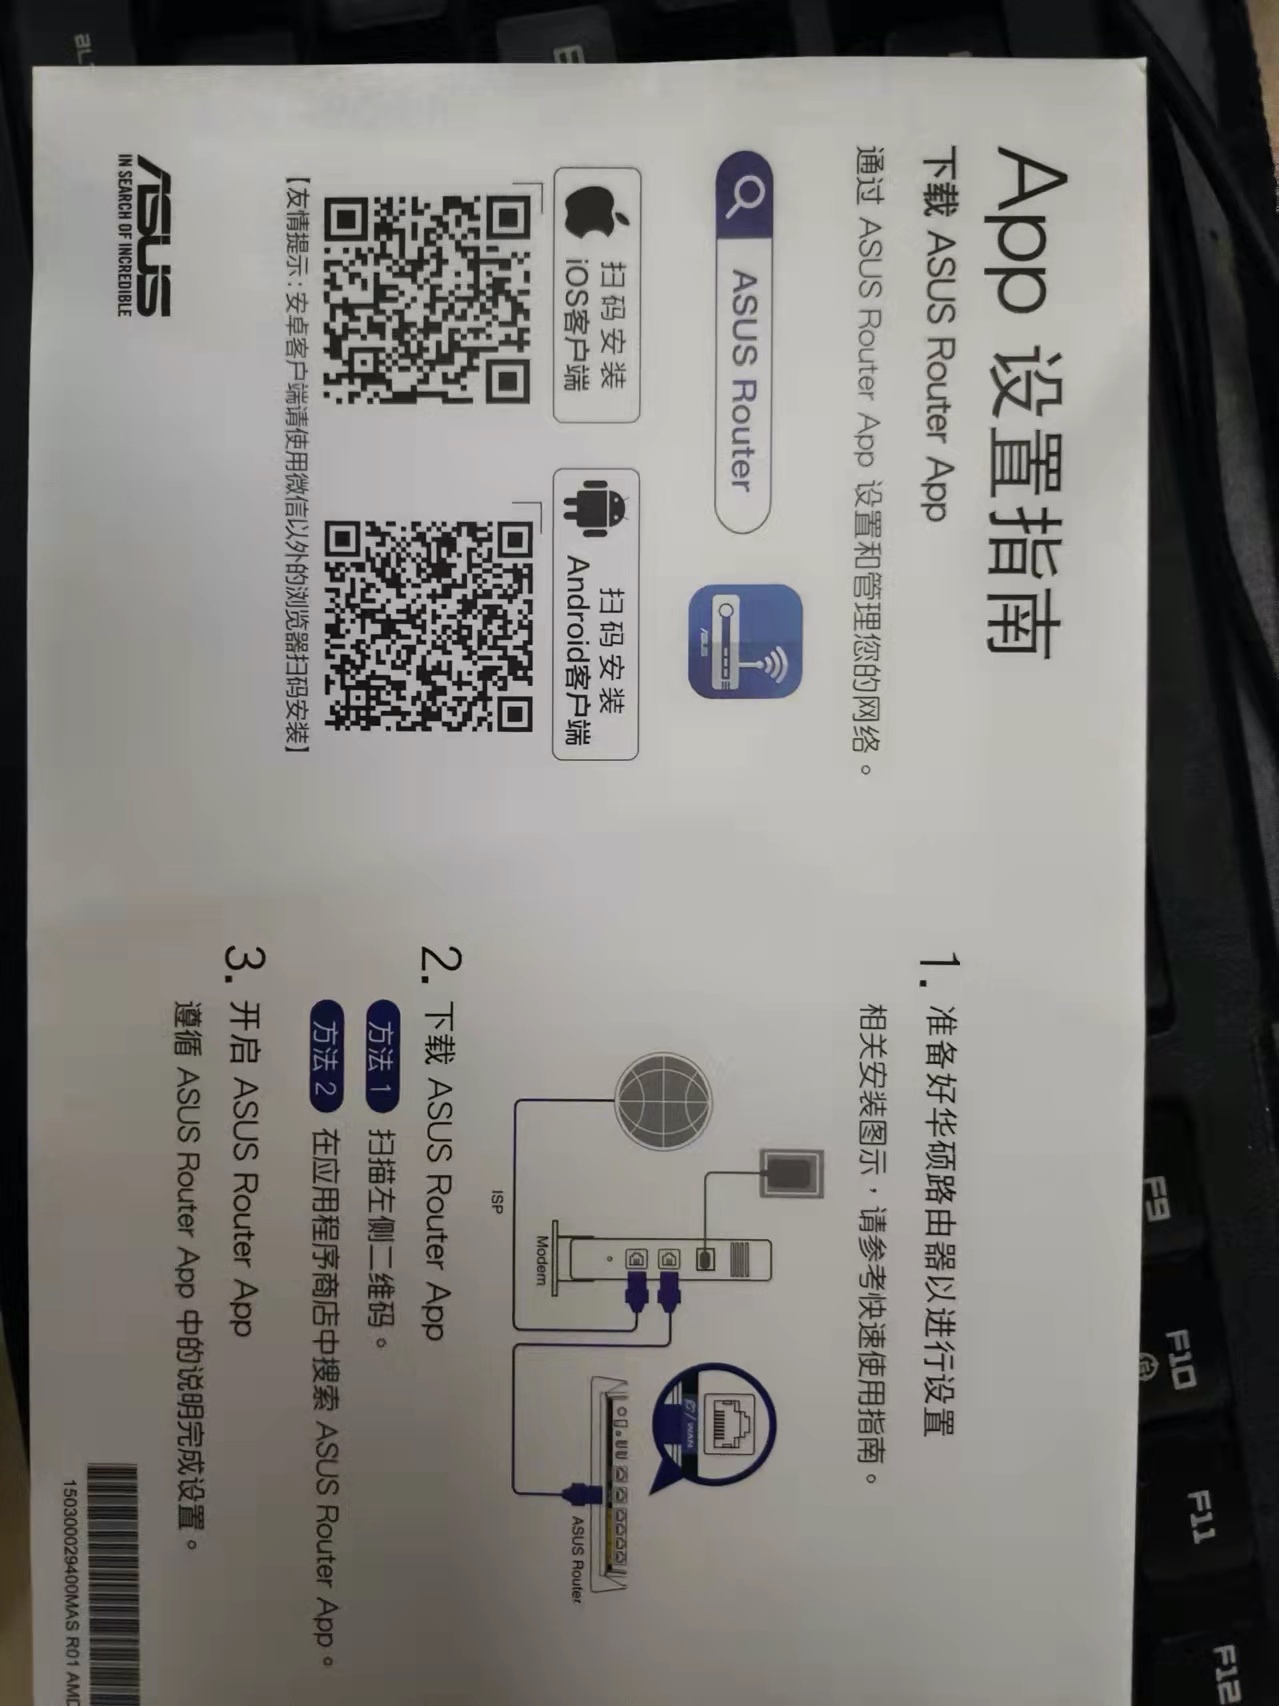 App 设置指南
下载 ASUS Router App
通过 ASUS Router App 设置和管理您的网络。
ASUS Router
扫码安装
iOS客户端
扫码安装
Android客户端
【友情提示:安卓客户端请使用微信以外的浏览器扫码安装】
ASUS
IN SEARCH OF INCREDIBLE
1. 准备好华硕路由器以进行设置
相关安装图示,请参考快速使用指南。
WAN
Modem
ISP
ASUS Router
2. 下载 ASUS Router App
方法 1 扫描左侧二维码。
方法 2 在应用程序商店中搜索 ASUS Router App。
3. 开启 ASUS Router App
遵循 ASUS Router App 中的说明完成设置。
150300029400MAS R01 AMD
F9
F10
F11
F12